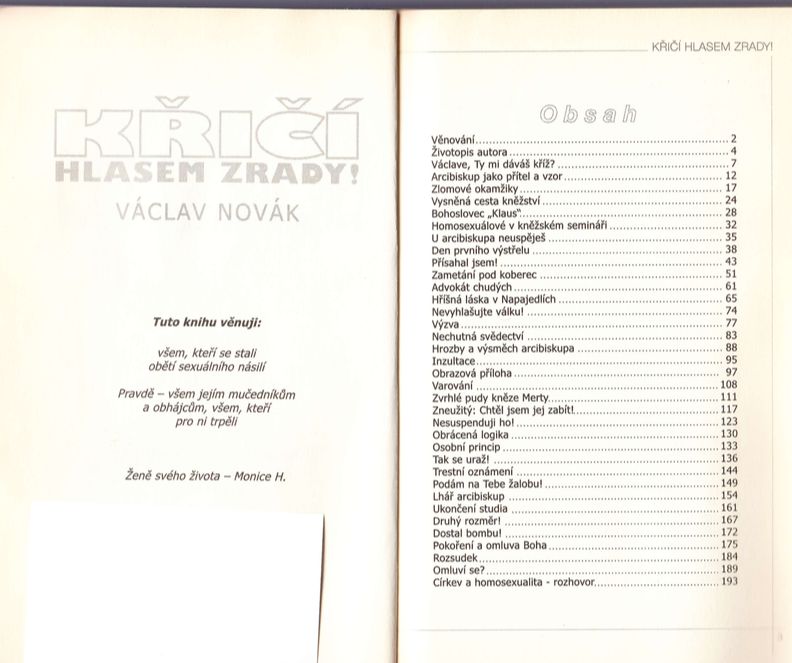 KŘIČÍ
HLASEM ZRADY!
VÁCLAV NOVÁK
Tuto knihu věnuji:
všem, kteří se stali
obětí sexuálního násilí
Pravdě – všem jejím mučedníkům
a obhájcům, všem, kteří
pro ni trpěli
Ženě svého života – Monice H.
KŘIČÍ HLASEM ZRADY!
Obsah
Věnování 2
Životopis autora 4
Václave, Ty mi dáváš kříž? 7
Arcibiskup jako přítel a vzor 12
Zlomové okamžiky 17
Vysněná cesta kněžství 24
Bohoslovec „Klaus“ 28
Homosexuálové v kněžském semináři 32
U arcibiskupa neuspěješ 35
Den prvního výstřelu 38
Přísahal jsem! 43
Zametání pod koberec 51
Advokát chudých 61
Hříšná láska v Napajedlích 65
Nevyhlašujte válku! 74
Výzva 77
Nechutná svědectví 83
Hrozby a výsměch arcibiskupa 88
Inzultace 95
Obrazová příloha 97
Varování 108
Zvrhlé pudy kněze Merty 111
Zneužitý: Chtěl jsem jej zabít! 117
Nesuspenduji ho! 123
Obrácená logika 130
Osobní princip 133
Tak se uraž! 136
Trestní oznámení 144
Podám na Tebe žalobu! 149
Lhář arcibiskup 154
Ukončení studia 161
Druhý rozměr! 167
Dostal bombu! 172
Pokoření a omluva Boha 175
Rozsudek 184
Omluví se? 189
Církev a homosexualita - rozhovor 193
3